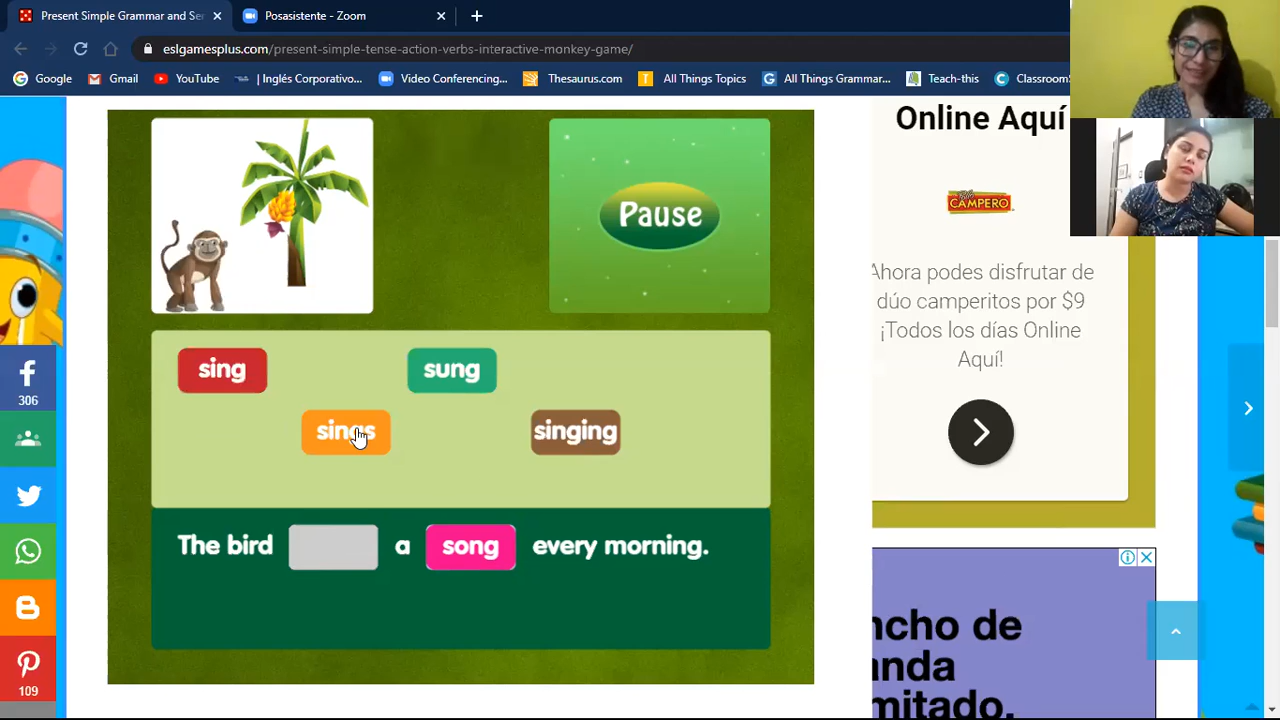 Present Simple Grammar and Sen
Posasistente - Zoom
eslgamesplus.com/present-simple-tense-action-verbs-interactive-monkey-game/
Google
Gmail
YouTube
| Inglés Corporativo...
Video Conferencing...
Thesaurus.com
All Things Topics
All Things Grammar...
Teach-this
ClassroomS
Pause
sing
sung
sings
singing
The bird a song every morning.
306
109
Online Aquí
POLLO CAMPERO
Ahora podes disfrutar de
dúo camperitos por $9
¡Todos los días Online
Aquí!
ncho de
anda
mitado.